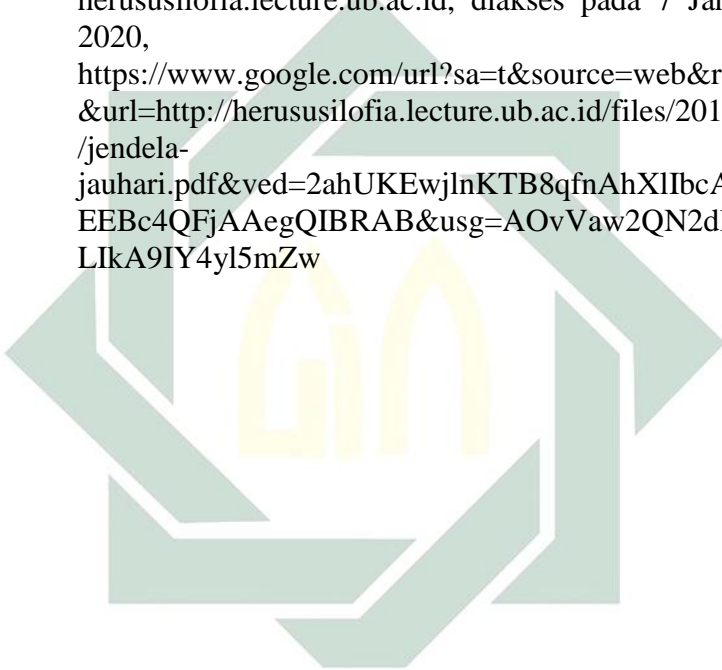 herususilofia.lecture.ub.ac.id, diakses pada 7 Jan
2020,
https://www.google.com/url?sa=t&source=web&r
&url=http://herususilofia.lecture.ub.ac.id/files/201
/jendela-
jauhari.pdf&ved=2ahUKEwjlnKTB8qfnAhXlIbcA
EEBc4QFjAAegQIBRAB&usg=AOvVaw2QN2dI
LIkA9IY4yl5mZw